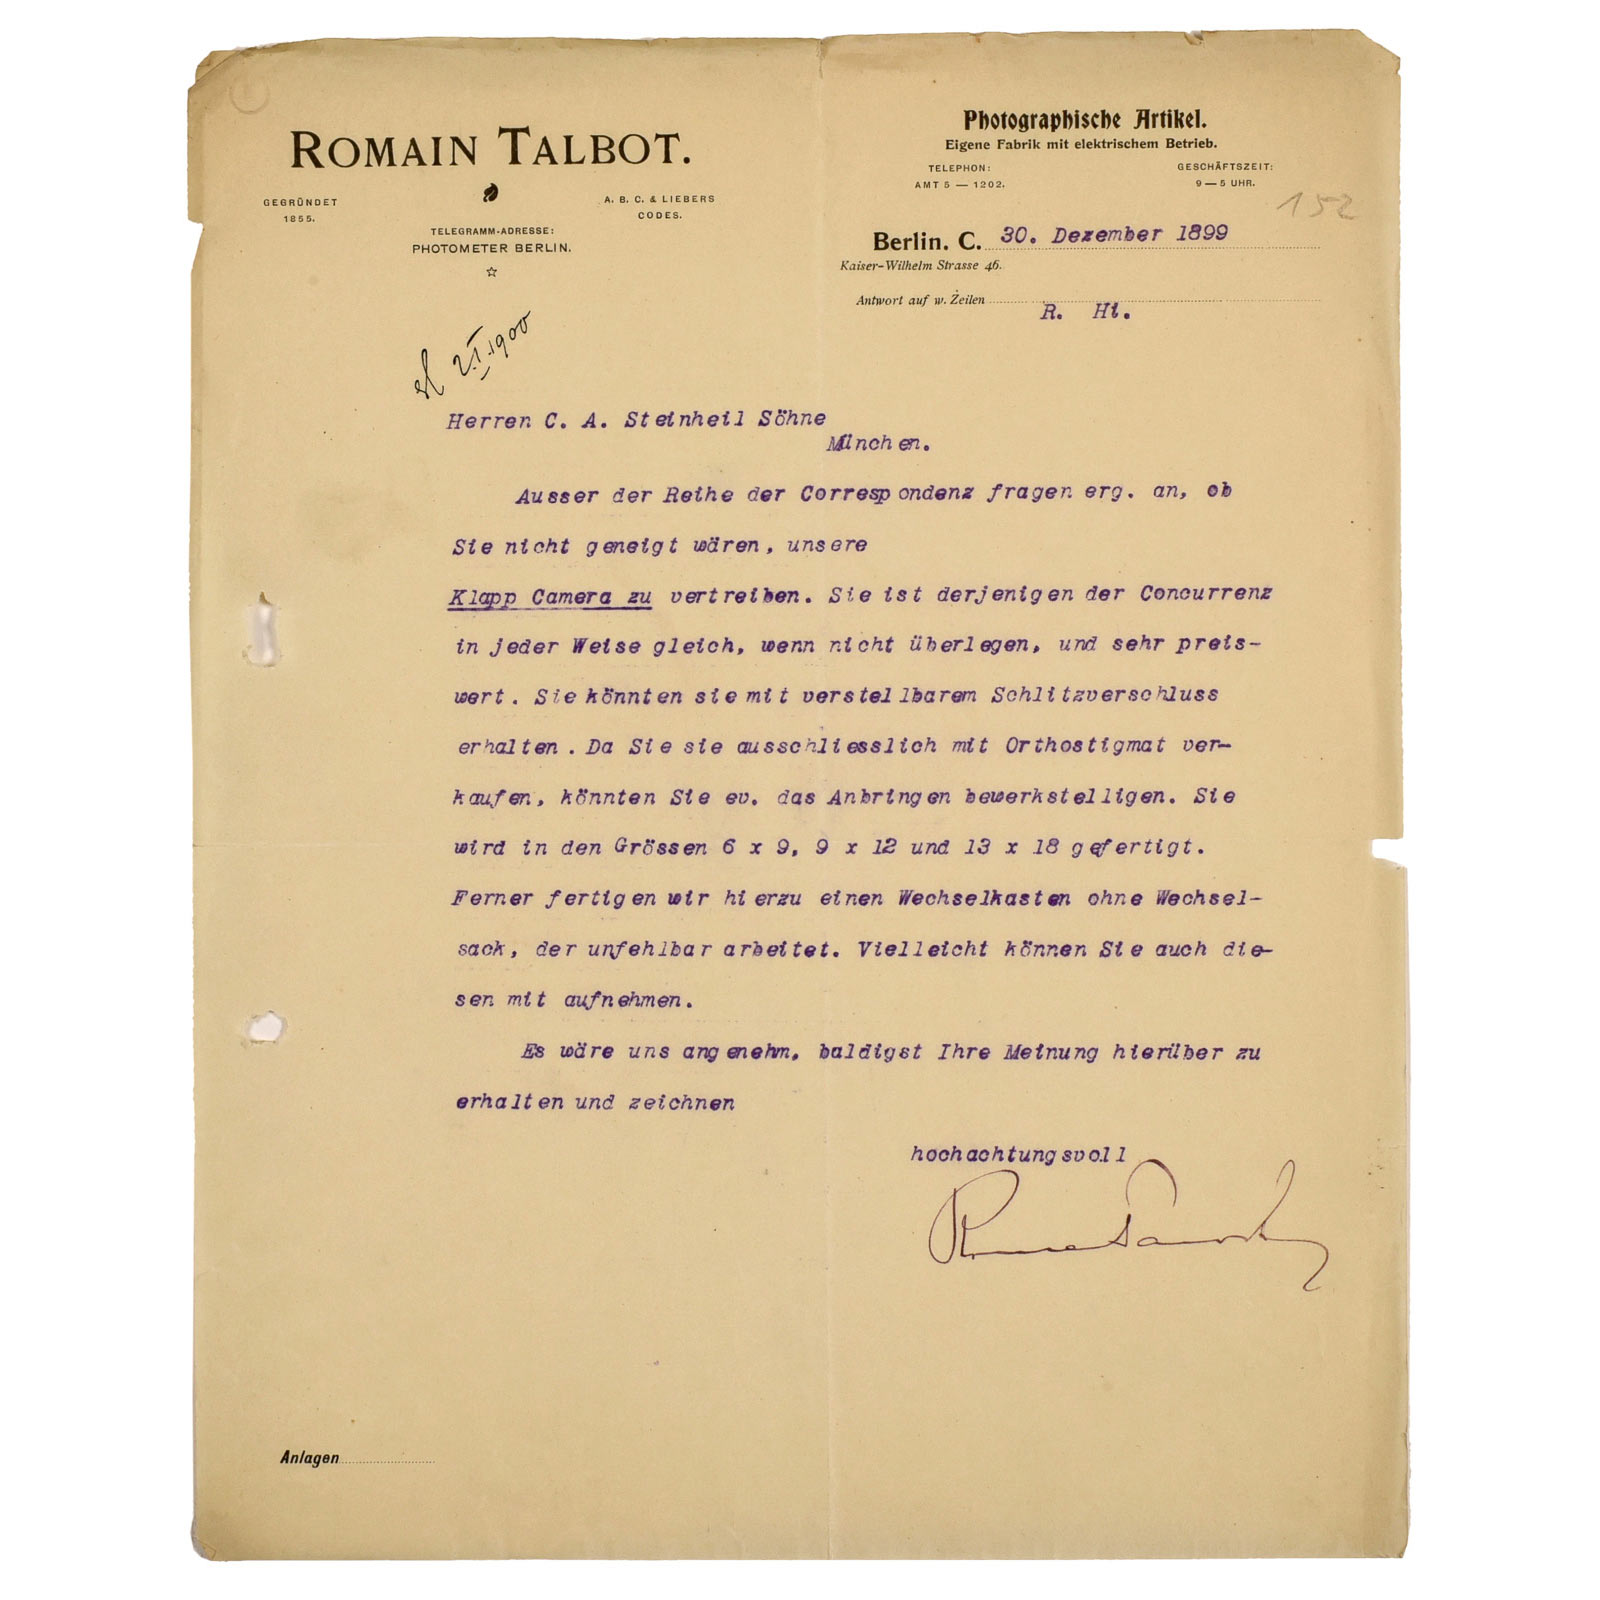 ROMAIN TALBOT.
GEGRÜNDET
1855.
A. B. C. & LIEBERS
CODES.
TELEGRAMM-ADRESSE:
PHOTOMETER BERLIN.
Photographische Artikel.
Eigene Fabrik mit elektrischem Betrieb.
TELEPHON:
AMT 5 — 1202.
GESCHÄFTSZEIT:
9 — 5 UHR.
152
Berlin. C. 30. Dezember 1899
Kaiser-Wilhelm Strasse 46.
Antwort auf w. Zeilen
R. Hi.
2.I.1900
Herren C. A. Steinheil Söhne
München.
Ausser der Reihe der Correspondenz fragen erg. an, ob
Sie nicht geneigt wären, unsere
Klapp Camera zu vertreiben. Sie ist derjenigen der Concurrenz
in jeder Weise gleich, wenn nicht überlegen, und sehr preis-
wert. Sie könnten sie mit verstellbarem Schlitzverschluss
erhalten. Da Sie sie ausschliesslich mit Orthostigmat ver-
kaufen, könnten Sie ev. das Anbringen bewerkstelligen. Sie
wird in den Grössen 6 x 9, 9 x 12 und 13 x 18 gefertigt.
Ferner fertigen wir hierzu einen Wechselkasten ohne Wechsel-
sack, der unfehlbar arbeitet. Vielleicht können Sie auch die-
sen mit aufnehmen.
Es wäre uns angenehm, baldigst Ihre Meinung hierüber zu
erhalten und zeichnen
hochachtungsvoll
Anlagen